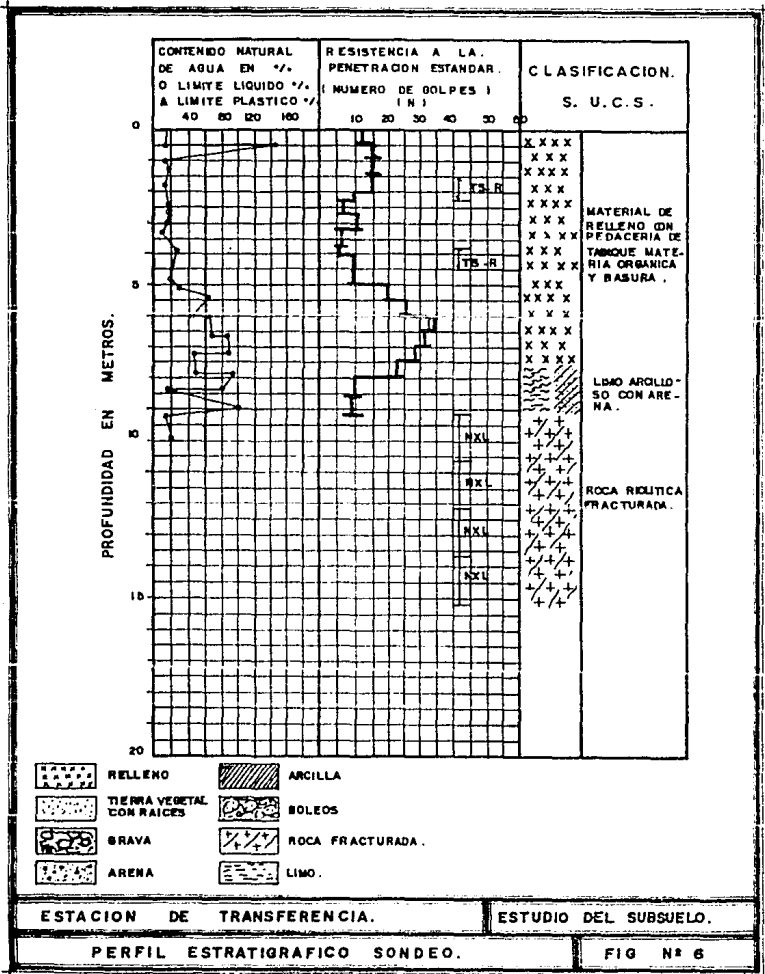 CONTENIDO NATURAL
DE AGUA EN %
O LIMITE LIQUIDO %
Δ LIMITE PLASTICO %
40 80 120 160
RESISTENCIA A LA.
PENETRACION ESTANDAR.
(NUMERO DE GOLPES)
(N)
10 20 30 40 50 60
CLASIFICACION.
S. U.C.S.
PROFUNDIDAD EN METROS.
0
5
10
15
20
TS-R
TS-R
NXL
NXL
NXL
NXL
MATERIAL DE
RELLENO CON
PEDACERIA DE
TABIQUE MATE-
RIA ORGANICA
Y BASURA.
LIMO ARCILLO-
SO CON ARE-
NA.
ROCA RIOLITICA
FRACTURADA.
RELLENO
ARCILLA
TIERRA VEGETAL
CON RAICES
BOLEOS
GRAVA
ROCA FRACTURADA.
ARENA
LIMO.
ESTACION DE TRANSFERENCIA.
ESTUDIO DEL SUBSUELO.
PERFIL ESTRATIGRAFICO SONDEO.
FIG Nº 6